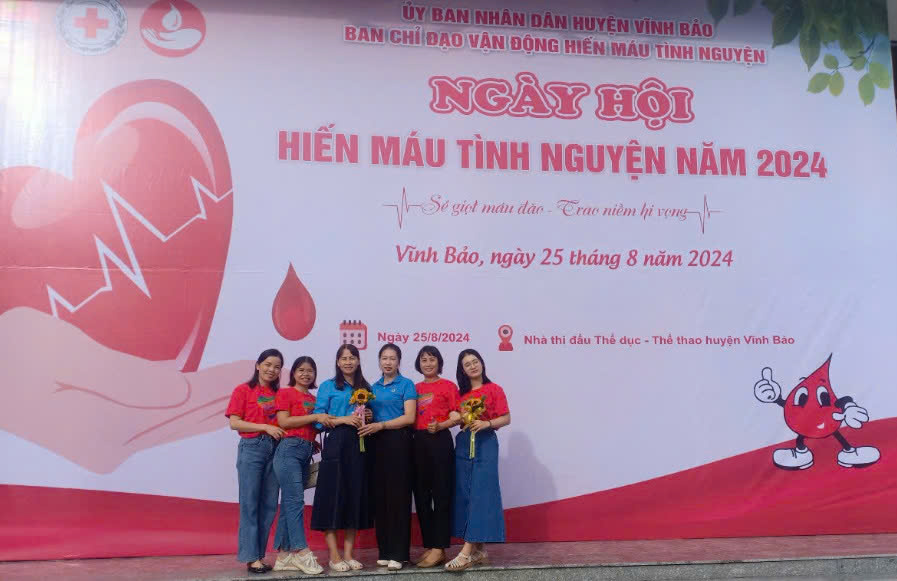 ỦY BAN NHÂN DÂN HUYỆN VĨNH BẢO
BAN CHỈ ĐẠO VẬN ĐỘNG HIẾN MÁU TÌNH NGUYỆN
NGÀY HỘI
HIẾN MÁU TÌNH NGUYỆN NĂM 2024
Sẻ giọt máu đào - Trao niềm hi vọng
Vĩnh Bảo, ngày 25 tháng 8 năm 2024
Ngày 25/8/2024
Nhà thi đấu Thể dục - Thể thao huyện Vĩnh Bảo